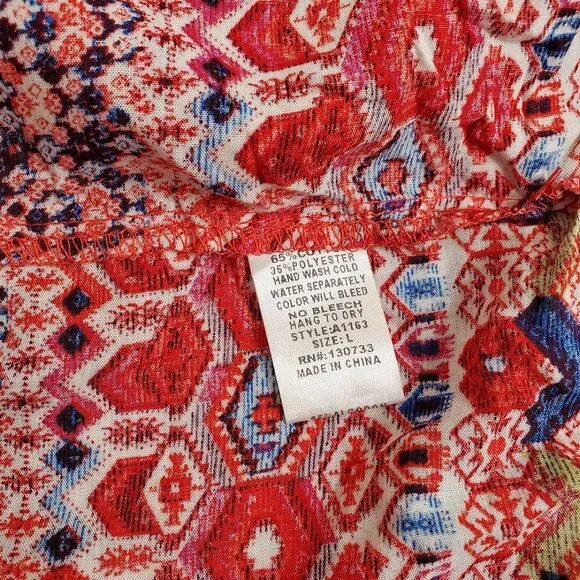 65%COTTON
35%POLYESTER
HAND WASH COLD
WATER SEPARATELY
COLOR WILL BLEED
NO BLEECH
HANG TO DRY
STYLE:A1163
SIZE: L
RN#:130733
MADE IN CHINA